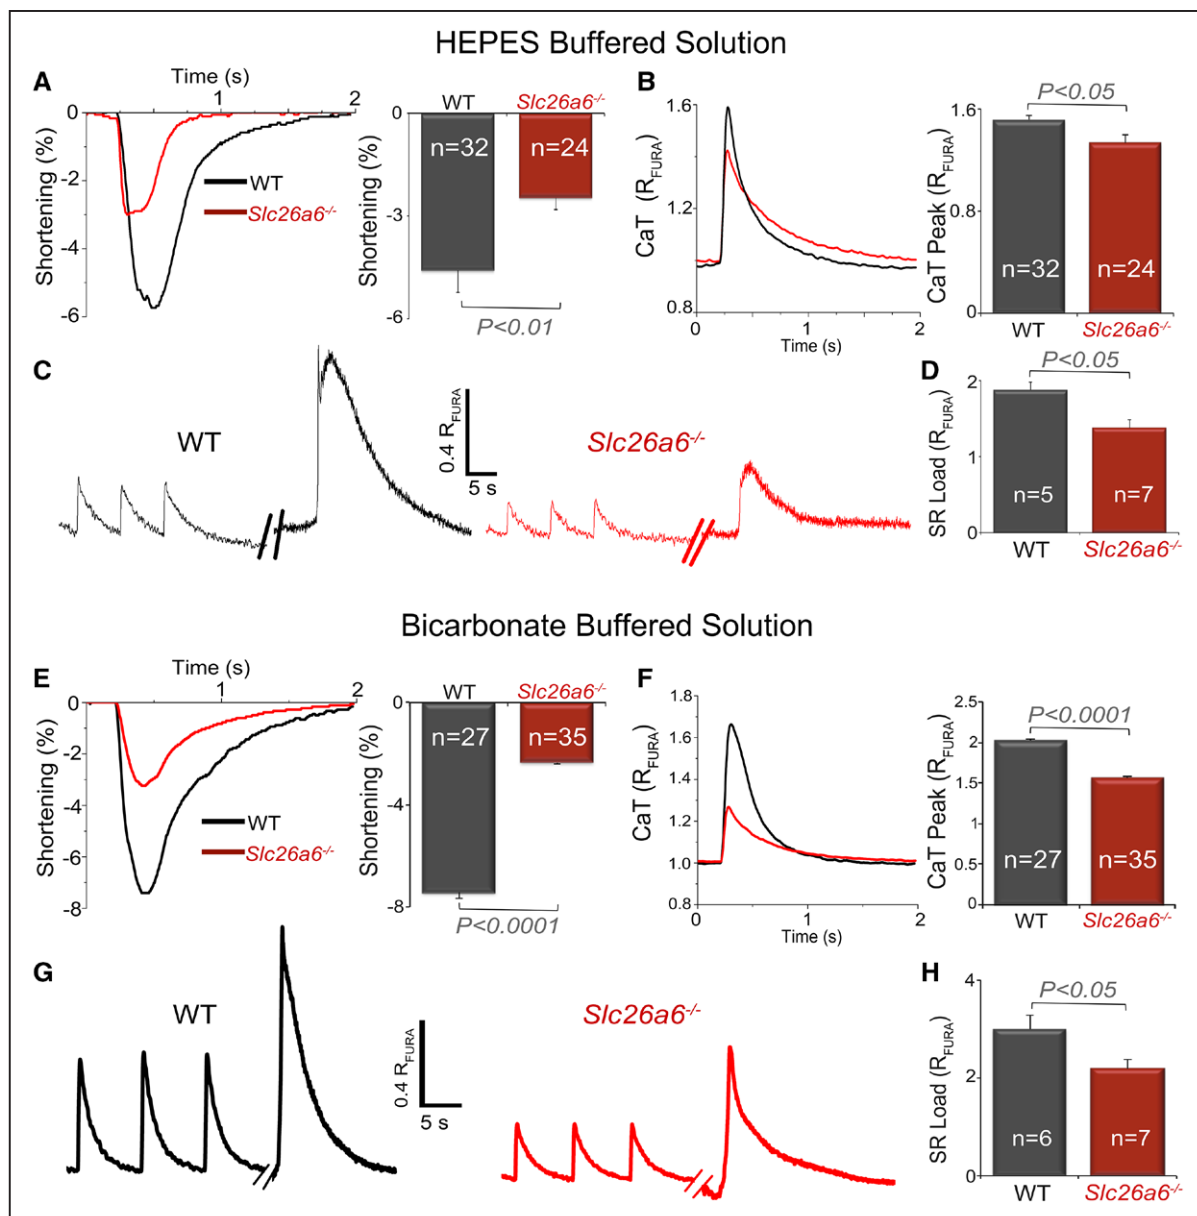 HEPES Buffered Solution
A
Time (s)
1
2
0
-2
-4
-6
Shortening (%)
WT
Slc26a6-/-
WT
Slc26a6-/-
0
-3
-6
Shortening (%)
n=32
n=24
P<0.01
B
1.6
1.4
1.2
1.0
0.8
CaT (RFURA)
0
1
2
Time (s)
P<0.05
1.6
0.8
0
CaT Peak (RFURA)
n=32
n=24
WT
Slc26a6-/-
C
WT
0.4 RFURA
5 s
Slc26a6-/-
D
P<0.05
2
1
0
SR Load (RFURA)
n=5
n=7
WT
Slc26a6-/-
Bicarbonate Buffered Solution
E
Time (s)
1
2
0
-2
-4
-6
-8
Shortening (%)
WT
Slc26a6-/-
WT
Slc26a6-/-
0
-4
-8
Shortening (%)
n=27
n=35
P<0.0001
F
1.8
1.6
1.4
1.2
1.0
0.8
CaT (RFURA)
0
1
2
Time (s)
P<0.0001
2.5
2
1.5
1
0.5
0
CaT Peak (RFURA)
n=27
n=35
WT
Slc26a6-/-
G
WT
0.4 RFURA
5 s
Slc26a6-/-
H
P<0.05
4
2
0
SR Load (RFURA)
n=6
n=7
WT
Slc26a6-/-